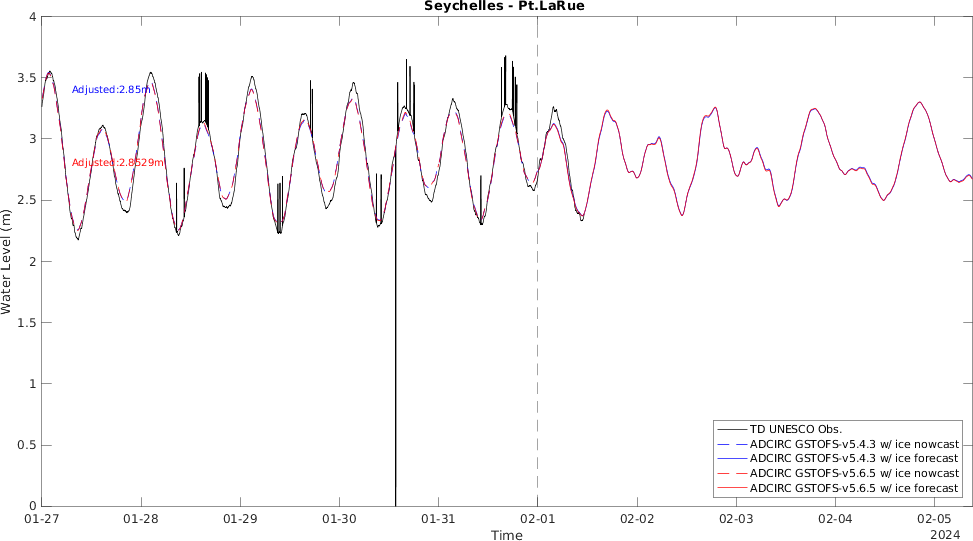 Seychelles - Pt.LaRue
4
3.5
3
2.5
2
1.5
1
0.5
0
Water Level (m)
Adjusted:2.85m
Adjusted:2.8529m
TD UNESCO Obs.
ADCIRC GSTOFS-v5.4.3 w/ ice nowcast
ADCIRC GSTOFS-v5.4.3 w/ ice forecast
ADCIRC GSTOFS-v5.6.5 w/ ice nowcast
ADCIRC GSTOFS-v5.6.5 w/ ice forecast
01-27 01-28 01-29 01-30 01-31 02-01 02-02 02-03 02-04 02-05
Time
2024